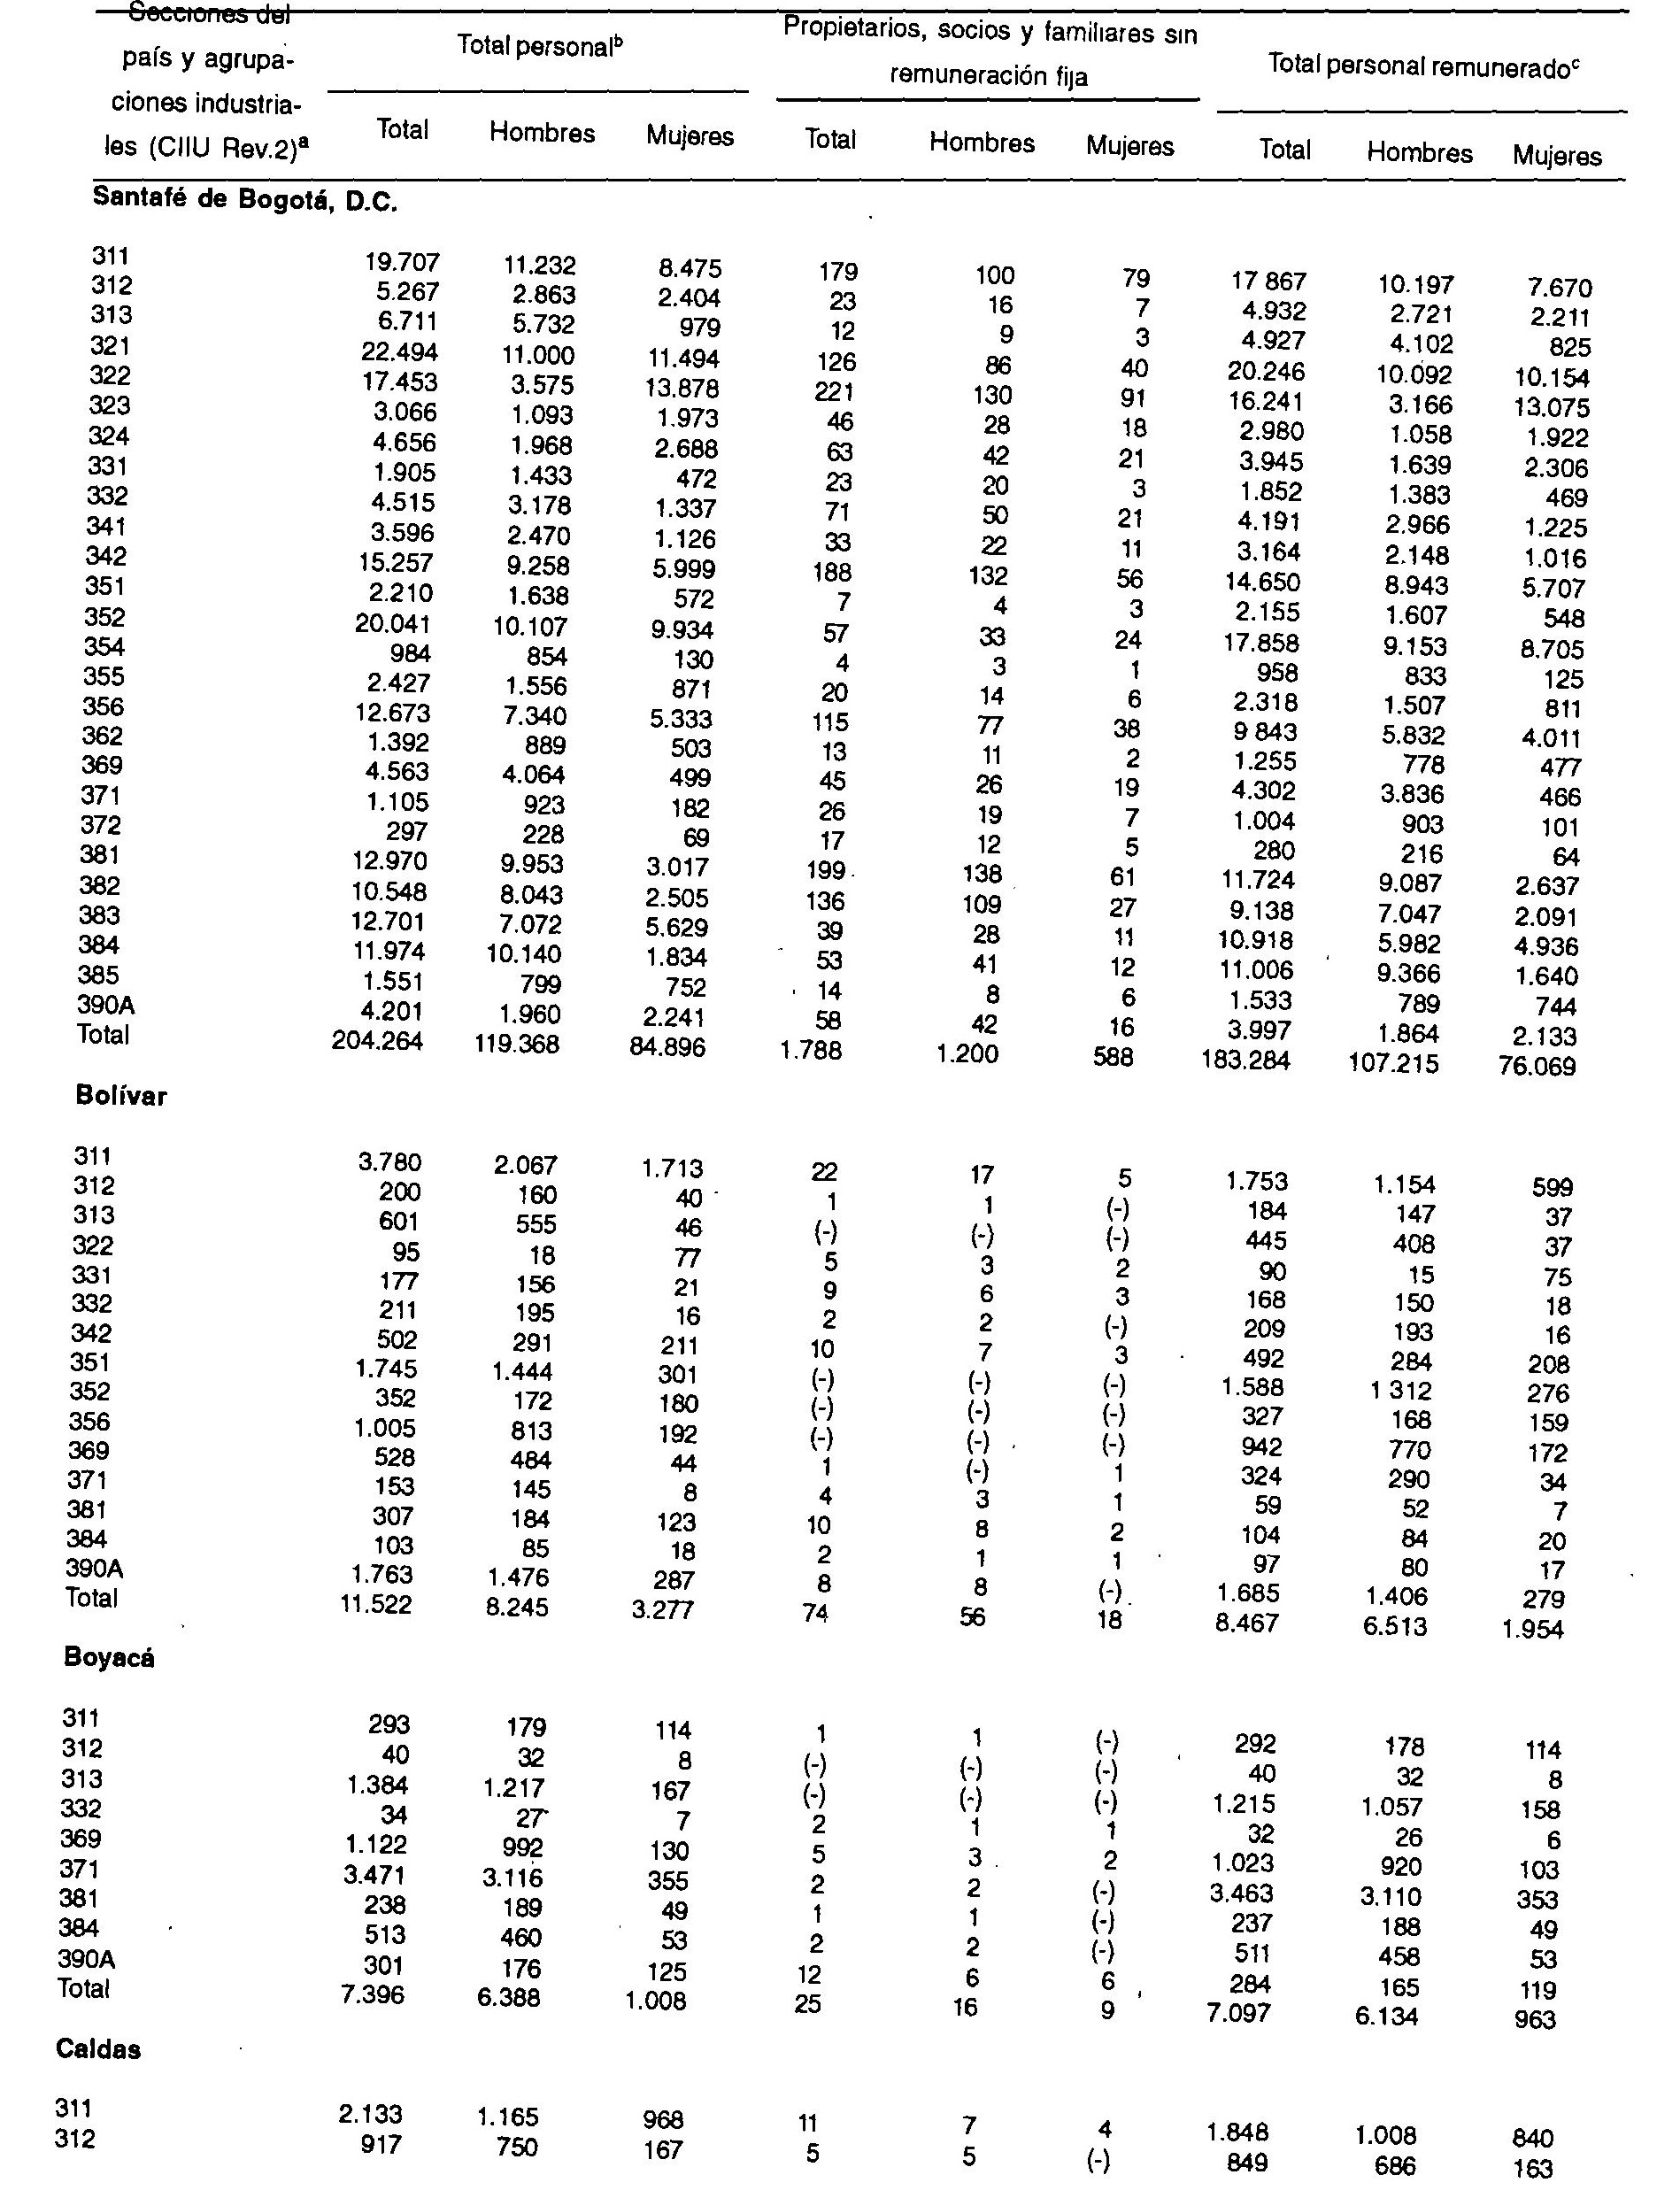 Secciones del país y agrupaciones industriales (CIIU Rev.2)ª
Total personalᵇ
Propietarios, socios y familiares sin remuneración fija
Total personal remuneradoᶜ
Total Hombres Mujeres Total Hombres Mujeres Total Hombres Mujeres
Santafé de Bogotá, D.C.
311 19.707 11.232 8.475 179 100 79 17 867 10.197 7.670
312 5.267 2.863 2.404 23 16 7 4.932 2.721 2.211
313 6.711 5.732 979 12 9 3 4.927 4.102 825
321 22.494 11.000 11.494 126 86 40 20.246 10.092 10.154
322 17.453 3.575 13.878 221 130 91 16.241 3.166 13.075
323 3.066 1.093 1.973 46 28 18 2.980 1.058 1.922
324 4.656 1.968 2.688 63 42 21 3.945 1.639 2.306
331 1.905 1.433 472 23 20 3 1.852 1.383 469
332 4.515 3.178 1.337 71 50 21 4.191 2.966 1.225
341 3.596 2.470 1.126 33 22 11 3.164 2.148 1.016
342 15.257 9.258 5.999 188 132 56 14.650 8.943 5.707
351 2.210 1.638 572 7 4 3 2.155 1.607 548
352 20.041 10.107 9.934 57 33 24 17.858 9.153 8.705
354 984 854 130 4 3 1 958 833 125
355 2.427 1.556 871 20 14 6 2.318 1.507 811
356 12.673 7.340 5.333 115 77 38 9 843 5.832 4.011
362 1.392 889 503 13 11 2 1.255 778 477
369 4.563 4.064 499 45 26 19 4.302 3.836 466
371 1.105 923 182 26 19 7 1.004 903 101
372 297 228 69 17 12 5 280 216 64
381 12.970 9.953 3.017 199 138 61 11.724 9.087 2.637
382 10.548 8.043 2.505 136 109 27 9.138 7.047 2.091
383 12.701 7.072 5.629 39 28 11 10.918 5.982 4.936
384 11.974 10.140 1.834 53 41 12 11.006 9.366 1.640
385 1.551 799 752 14 8 6 1.533 789 744
390A 4.201 1.960 2.241 58 42 16 3.997 1.864 2.133
Total 204.264 119.368 84.896 1.788 1.200 588 183.284 107.215 76.069
Bolívar
311 3.780 2.067 1.713 22 17 5 1.753 1.154 599
312 200 160 40 1 1 (-) 184 147 37
313 601 555 46 (-) (-) (-) 445 408 37
322 95 18 77 5 3 2 90 15 75
331 177 156 21 9 6 3 168 150 18
332 211 195 16 2 2 (-) 209 193 16
342 502 291 211 10 7 3 492 284 208
351 1.745 1.444 301 (-) (-) (-) 1.588 1 312 276
352 352 172 180 (-) (-) (-) 327 168 159
356 1.005 813 192 (-) (-) (-) 942 770 172
369 528 484 44 1 (-) 1 324 290 34
371 153 145 8 4 3 1 59 52 7
381 307 184 123 10 8 2 104 84 20
384 103 85 18 2 1 1 97 80 17
390A 1.763 1.476 287 8 8 (-) 1.685 1.406 279
Total 11.522 8.245 3.277 74 56 18 8.467 6.513 1.954
Boyacá
311 293 179 114 1 1 (-) 292 178 114
312 40 32 8 (-) (-) (-) 40 32 8
313 1.384 1.217 167 (-) (-) (-) 1.215 1.057 158
332 34 27 7 2 1 1 32 26 6
369 1.122 992 130 5 3 2 1.023 920 103
371 3.471 3.116 355 2 2 (-) 3.463 3.110 353
381 238 189 49 1 1 (-) 237 188 49
384 513 460 53 2 2 (-) 511 458 53
390A 301 176 125 12 6 6 284 165 119
Total 7.396 6.388 1.008 25 16 9 7.097 6.134 963
Caldas
311 2.133 1.165 968 11 7 4 1.848 1.008 840
312 917 750 167 5 5 (-) 849 686 163